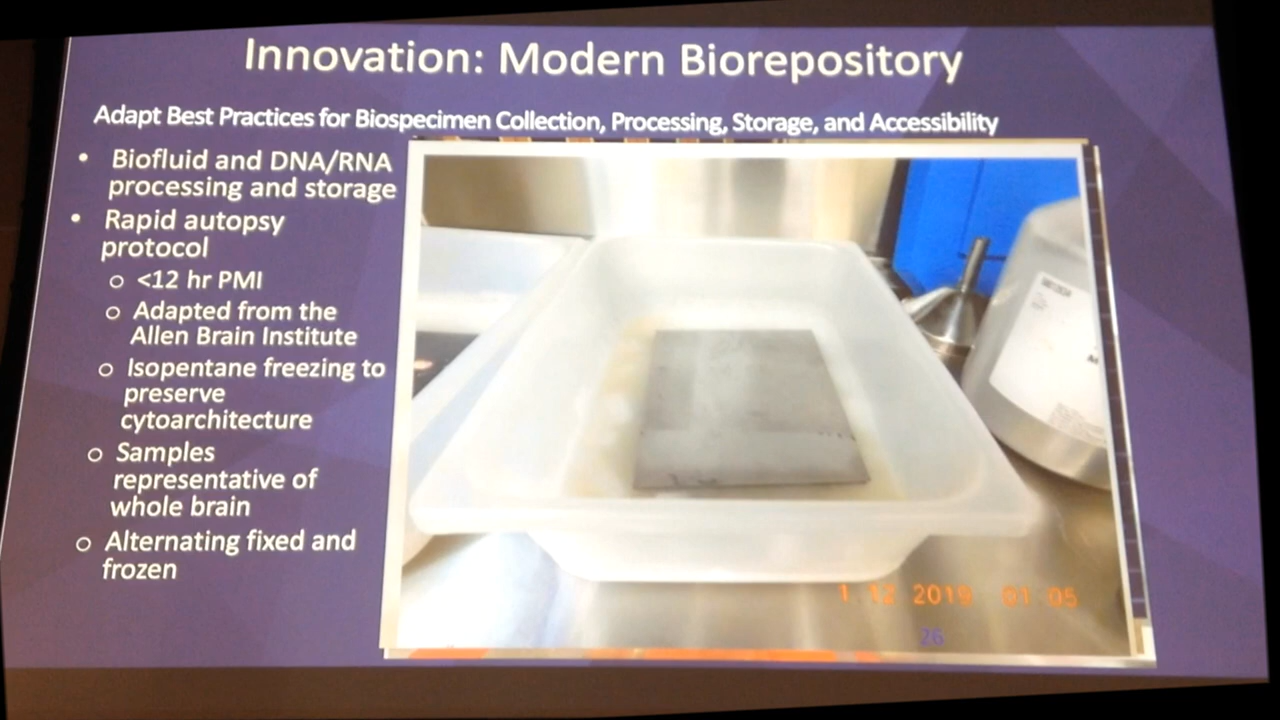 Innovation: Modern Biorepository
Adapt Best Practices for Biospecimen Collection, Processing, Storage, and Accessibility
• Biofluid and DNA/RNA
processing and storage
• Rapid autopsy
protocol
o <12 hr PMI
o Adapted from the
Allen Brain Institute
o Isopentane freezing to
preserve
cytoarchitecture
o Samples
representative of
whole brain
o Alternating fixed and
frozen
1 12 2019 01 05
26